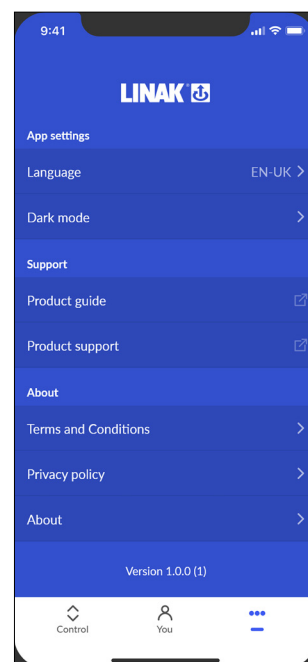 9:41
LINAK
App settings
Language EN-UK
Dark mode
Support
Product guide
Product support
About
Terms and Conditions
Privacy policy
About
Version 1.0.0 (1)
Control You